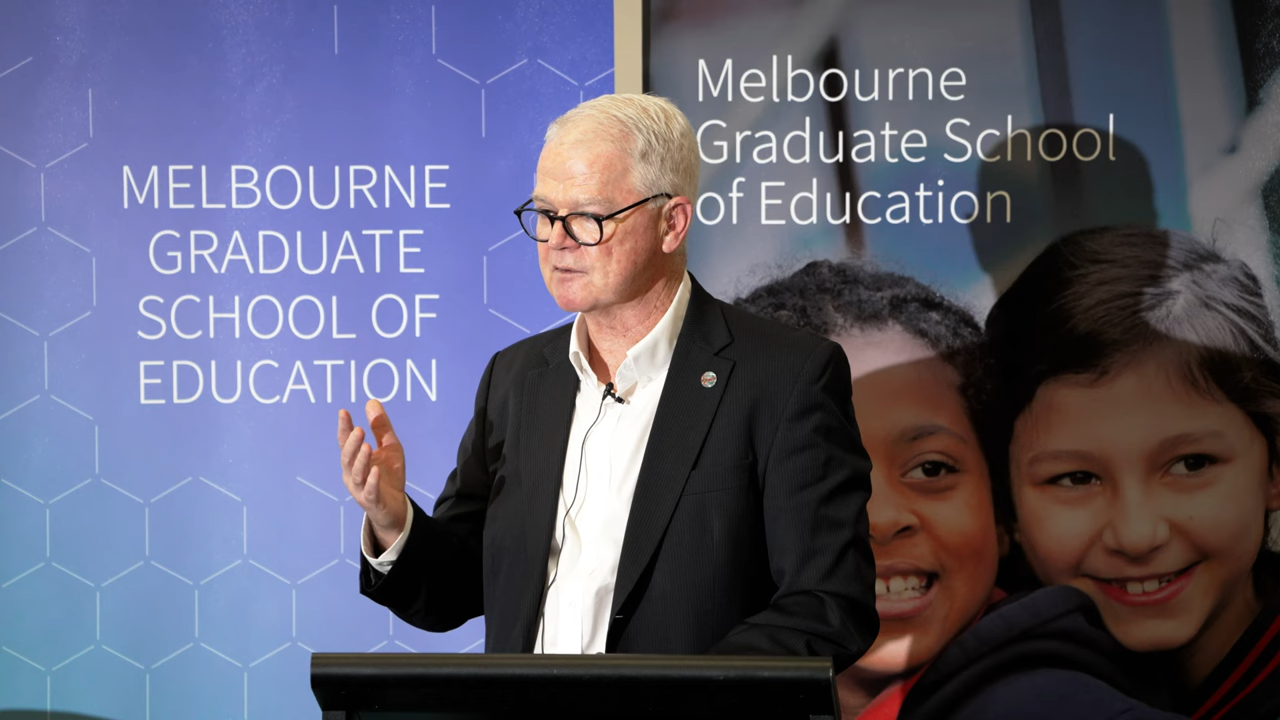 MELBOURNE
GRADUATE
SCHOOL OF
EDUCATION
Melbourne
Graduate School
of Education